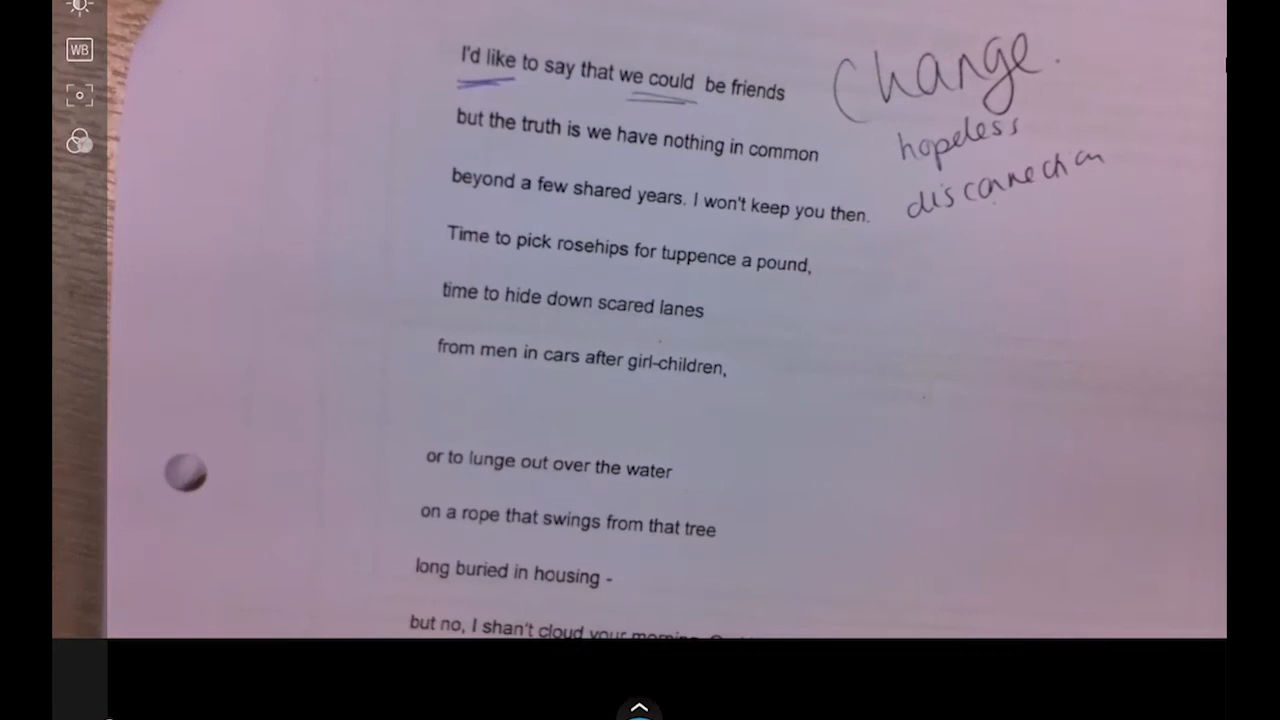 WB
I'd like to say that we could be friends
Change.
but the truth is we have nothing in common
hopeless
beyond a few shared years. I won't keep you then.
disconnection
Time to pick rosehips for tuppence a pound,
time to hide down scared lanes
from men in cars after girl-children,
or to lunge out over the water
on a rope that swings from that tree
long buried in housing -
but no, I shan't cloud your morning.